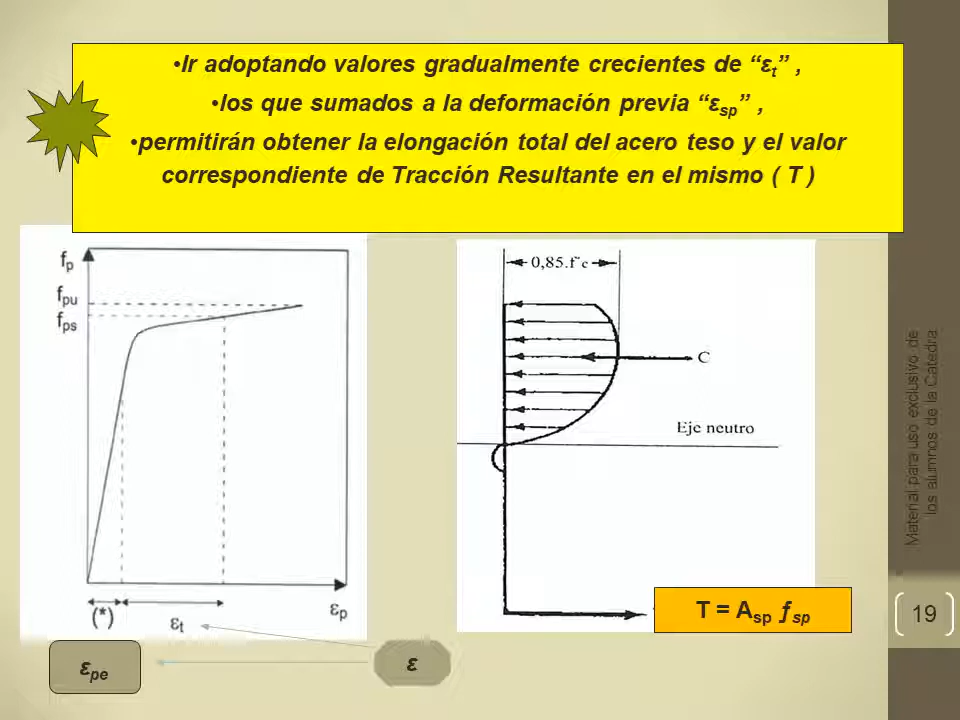 •Ir adoptando valores gradualmente crecientes de “εt” ,
•los que sumados a la deformación previa “εsp” ,
•permitirán obtener la elongación total del acero teso y el valor
correspondiente de Tracción Resultante en el mismo ( T )
fp
fpu
fps
(*)
εt
εp
0,85.f'c
C
Eje neutro
T = Asp ƒsp
εpe
ε
Material para uso exclusivo de
los alumnos de la Catedra
19